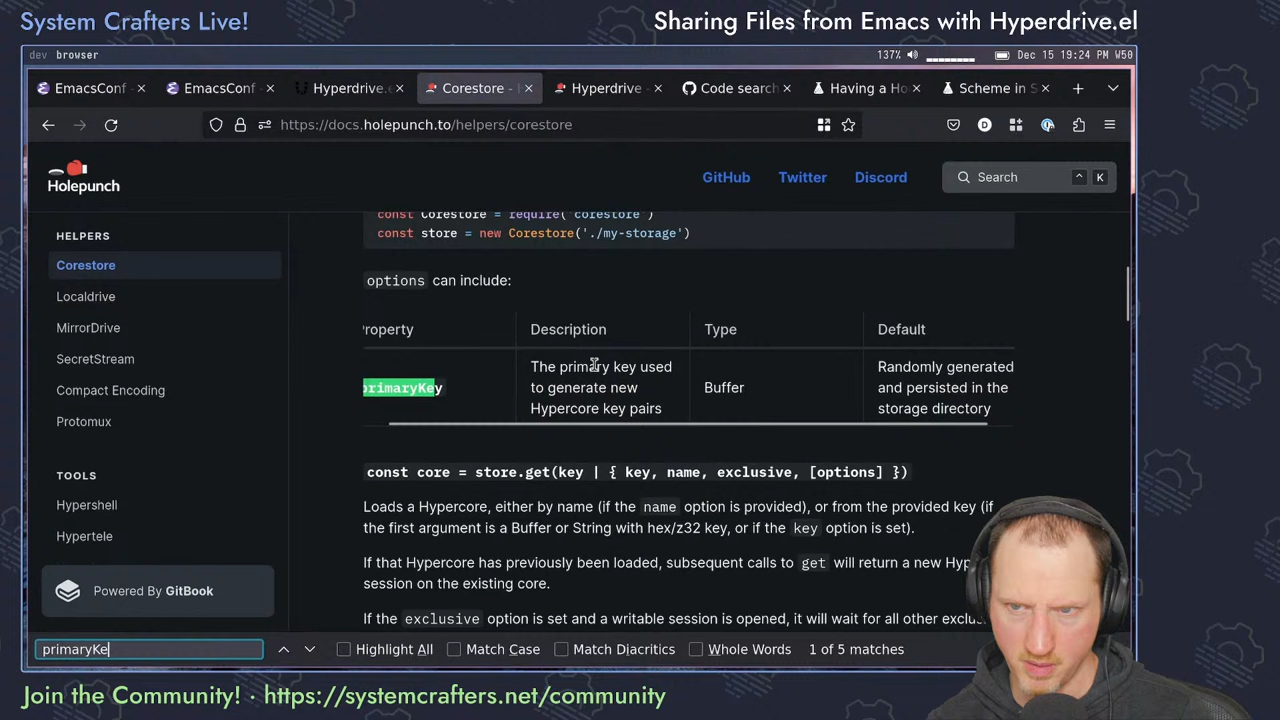 System Crafters Live!
Sharing Files from Emacs with Hyperdrive.el
dev browser
137% Dec 15 19:24 PM W50
EmacsConf -
EmacsConf -
Hyperdrive.e
Corestore -
Hyperdrive -
Code search
Having a Ho
Scheme in S
https://docs.holepunch.to/helpers/corestore
Holepunch
GitHub Twitter Discord
Search ^ K
HELPERS
Corestore
Localdrive
MirrorDrive
SecretStream
Compact Encoding
Protomux
TOOLS
Hypershell
Hypertele
Powered By GitBook
const Corestore = require('corestore')
const store = new Corestore('./my-storage')
options can include:
Property Description Type Default
primaryKey
The primary key used
to generate new
Hypercore key pairs
Buffer
Randomly generated
and persisted in the
storage directory
const core = store.get(key | { key, name, exclusive, [options] })
Loads a Hypercore, either by name (if the name option is provided), or from the provided key (if
the first argument is a Buffer or String with hex/z32 key, or if the key option is set).
If that Hypercore has previously been loaded, subsequent calls to get will return a new Hyp
session on the existing core.
If the exclusive option is set and a writable session is opened, it will wait for all other exclus
primaryKe
Highlight All Match Case Match Diacritics Whole Words 1 of 5 matches
Join the Community! · https://systemcrafters.net/community